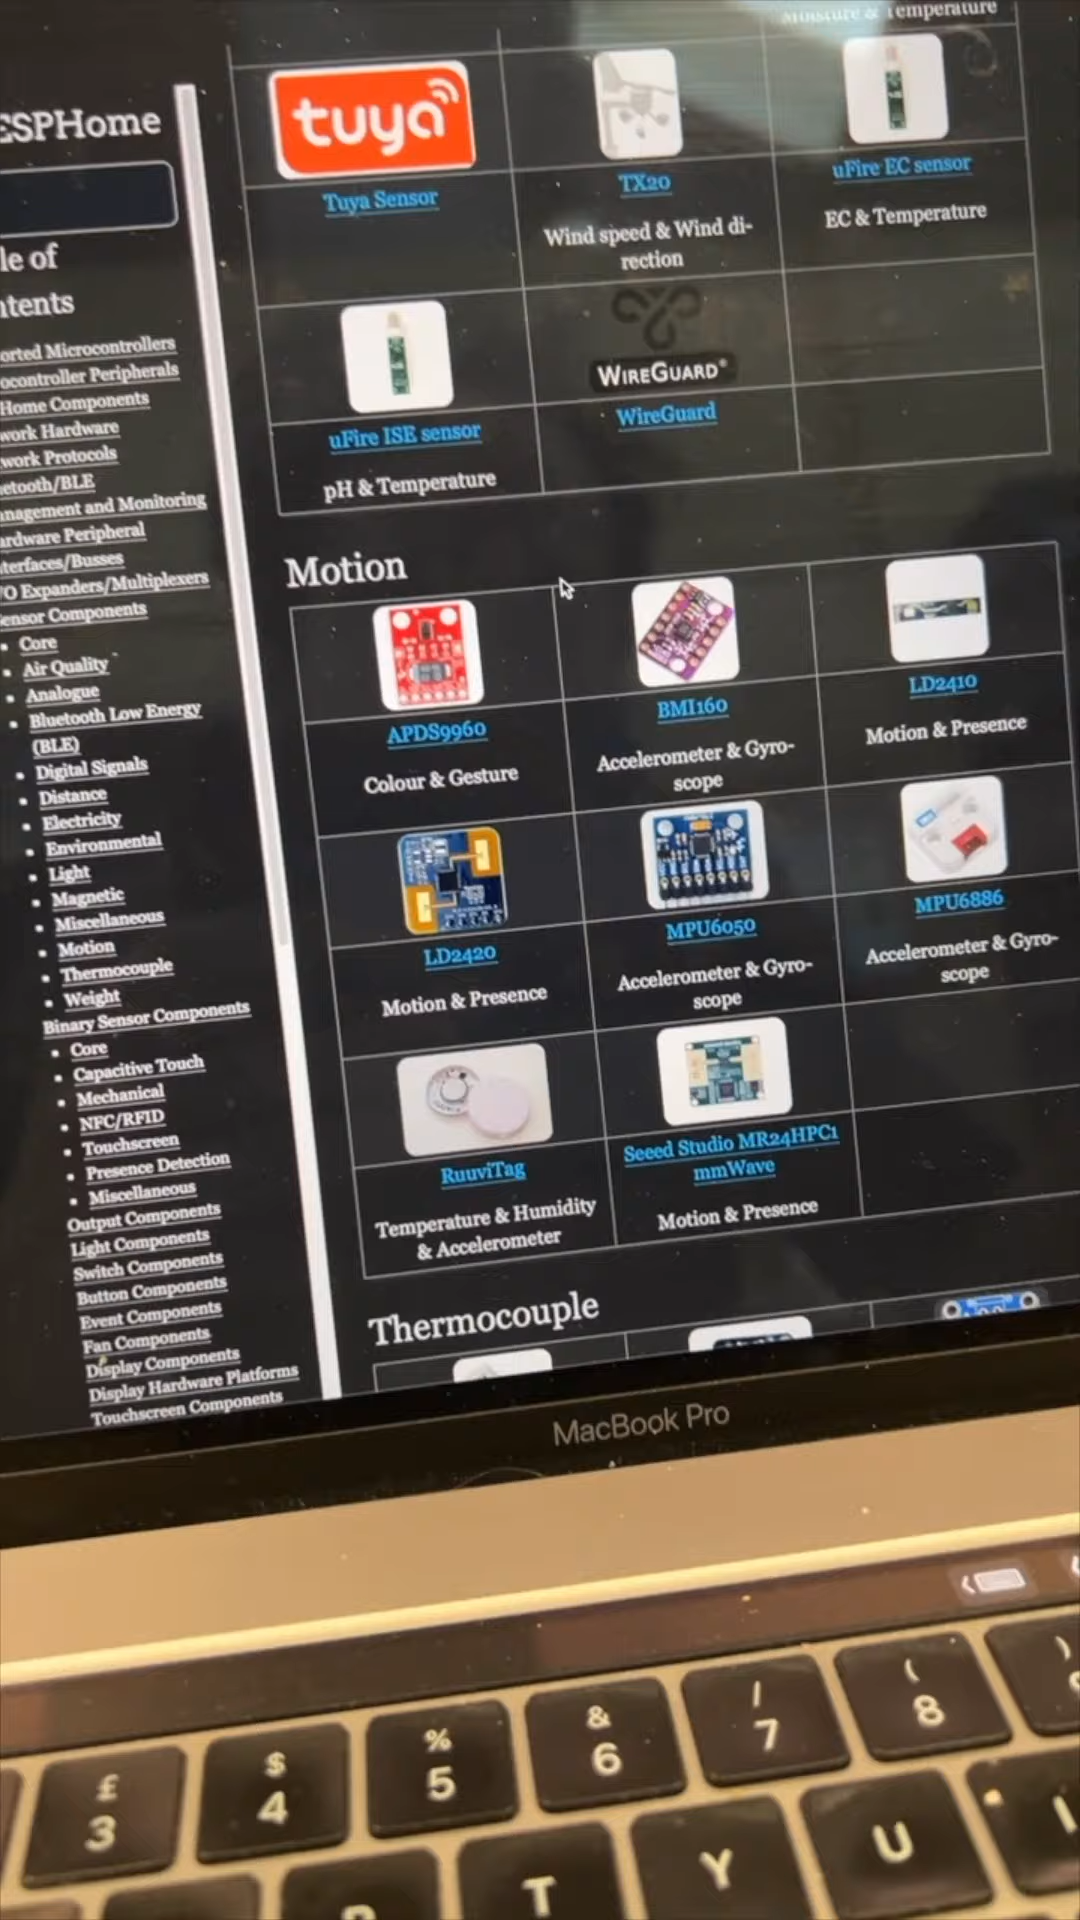 Moisture & Temperature
ESPHome
tuya
Tuya Sensor
TX20
Wind speed & Wind di-
rection
uFire EC sensor
EC & Temperature
le of
ntents
orted Microcontrollers
ocontroller Peripherals
Home Components
work Hardware
work Protocols
etooth/BLE
nagement and Monitoring
ardware Peripheral
nterfaces/Busses
/O Expanders/Multiplexers
ensor Components
Core
Air Quality
Analogue
Bluetooth Low Energy
(BLE)
Digital Signals
Distance
Electricity
Environmental
Light
Magnetic
Miscellaneous
Motion
Thermocouple
Weight
Binary Sensor Components
Core
Capacitive Touch
Mechanical
NFC/RFID
Touchscreen
Presence Detection
Miscellaneous
Output Components
Light Components
Switch Components
Button Components
Event Components
Fan Components
Display Components
Display Hardware Platforms
Touchscreen Components
uFire ISE sensor
pH & Temperature
WIREGUARD®
WireGuard
Motion
APDS9960
Colour & Gesture
BMI160
Accelerometer & Gyro-
scope
LD2410
Motion & Presence
LD2420
Motion & Presence
MPU6050
Accelerometer & Gyro-
scope
MPU6886
Accelerometer & Gyro-
scope
RuuviTag
Temperature & Humidity
& Accelerometer
Seeed Studio MR24HPC1
mmWave
Motion & Presence
Thermocouple
MacBook Pro
£ $ % & / ( )
3 4 5 6 7 8
T Y U I